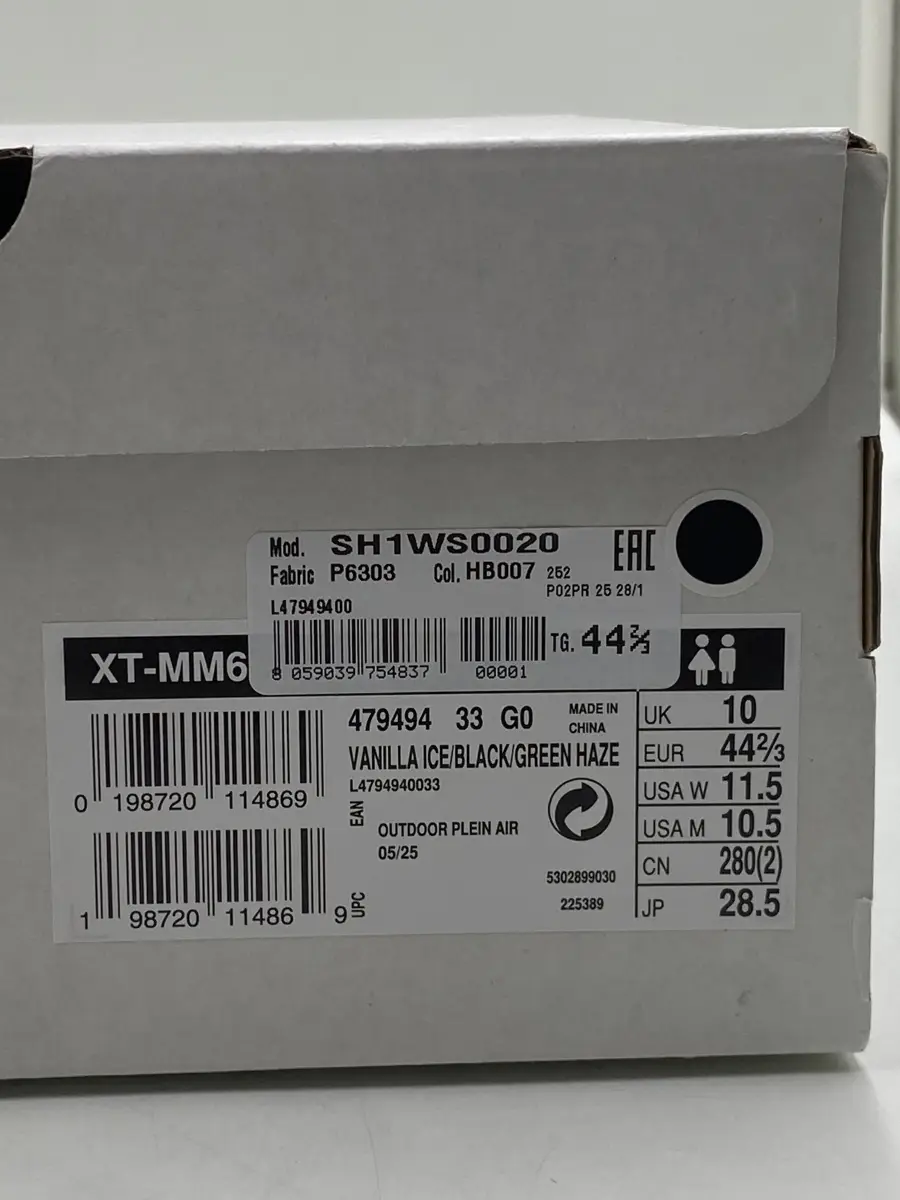 Mod. SH1WS0020 EAC
Fabric P6303 Col. HB007 252
P02PR 25 28/1
L47949400
8 059039 754837 00001 TG. 44⅔
XT-MM6
0 198720 114869 EAN
1 98720 11486 9 UPC
479494 33 G0 MADE IN CHINA
VANILLA ICE/BLACK/GREEN HAZE
L4794940033
OUTDOOR PLEIN AIR
05/25
5302899030
225389
UK 10
EUR 44⅔
USA W 11.5
USA M 10.5
CN 280(2)
JP 28.5